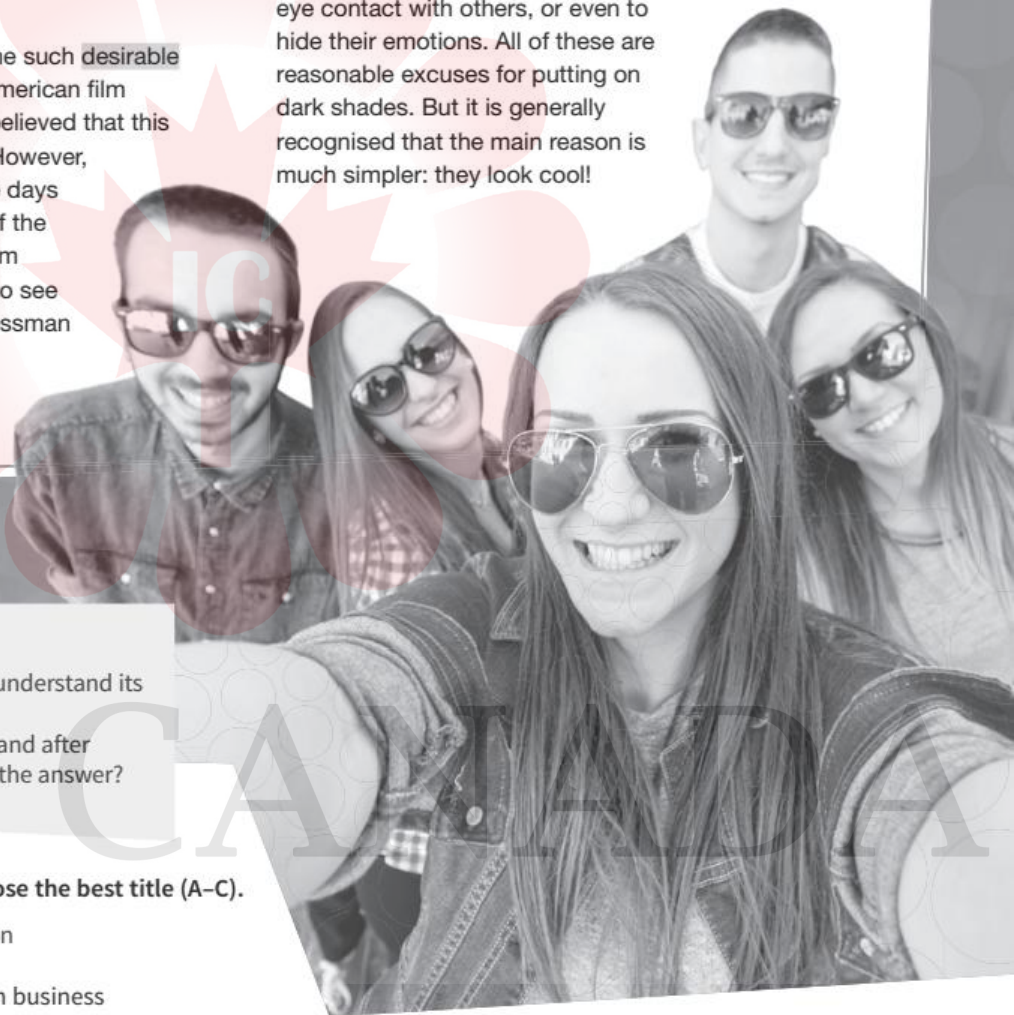 ne such desirable
merican film
elieved that this
However,
days
f the
m
o see
ssman
eye contact with others, or even to
hide their emotions. All of these are
reasonable excuses for putting on
dark shades. But it is generally
recognised that the main reason is
much simpler: they look cool!
IC
understand its
and after
the answer?
CANADA
ose the best title (A–C).
n
n business